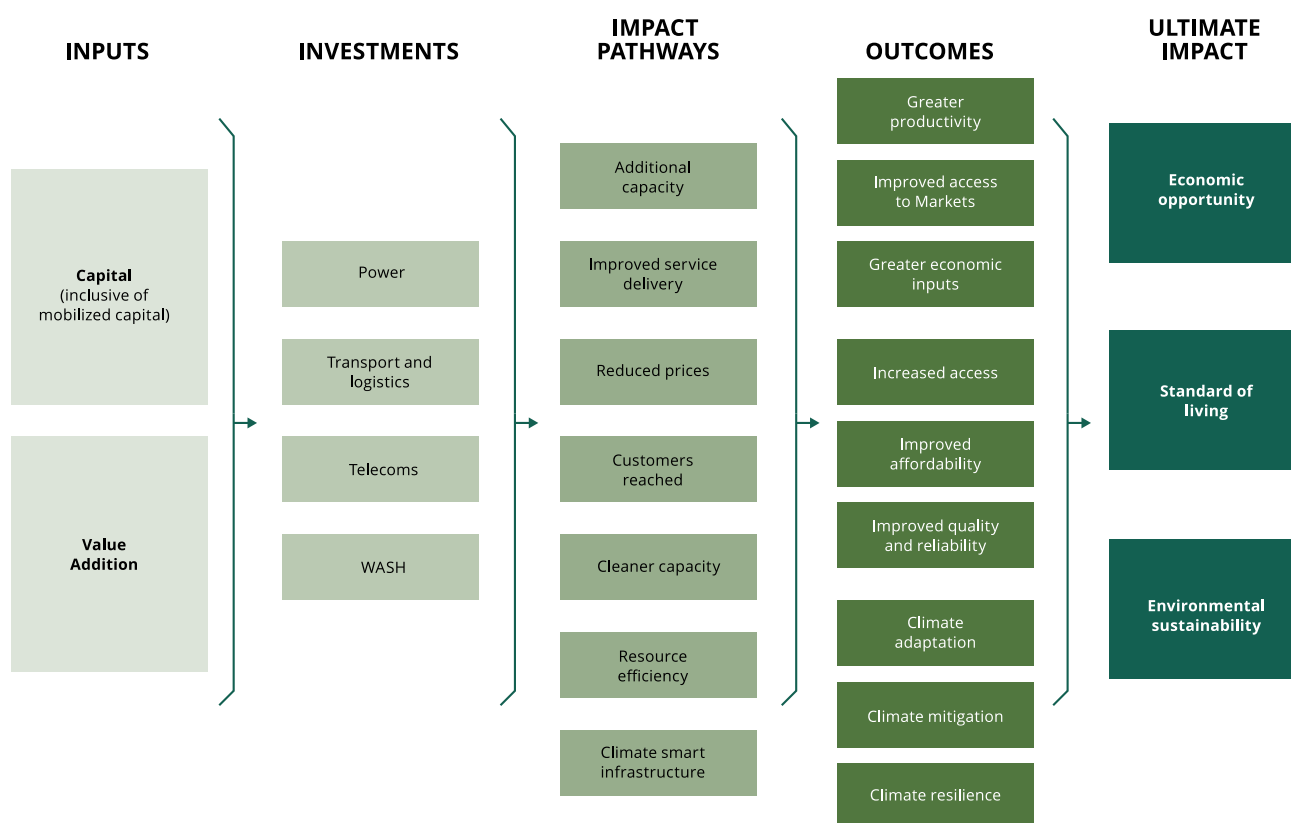 INPUTS
INVESTMENTS
IMPACT
PATHWAYS
OUTCOMES
ULTIMATE
IMPACT
Capital
(inclusive of
mobilized capital)
Value
Addition
Power
Transport and
logistics
Telecoms
WASH
Additional
capacity
Improved service
delivery
Reduced prices
Customers
reached
Cleaner capacity
Resource
efficiency
Climate smart
infrastructure
Greater
productivity
Improved access
to Markets
Greater economic
inputs
Increased access
Improved
affordability
Improved quality
and reliability
Climate
adaptation
Climate mitigation
Climate resilience
Economic
opportunity
Standard of
living
Environmental
sustainability